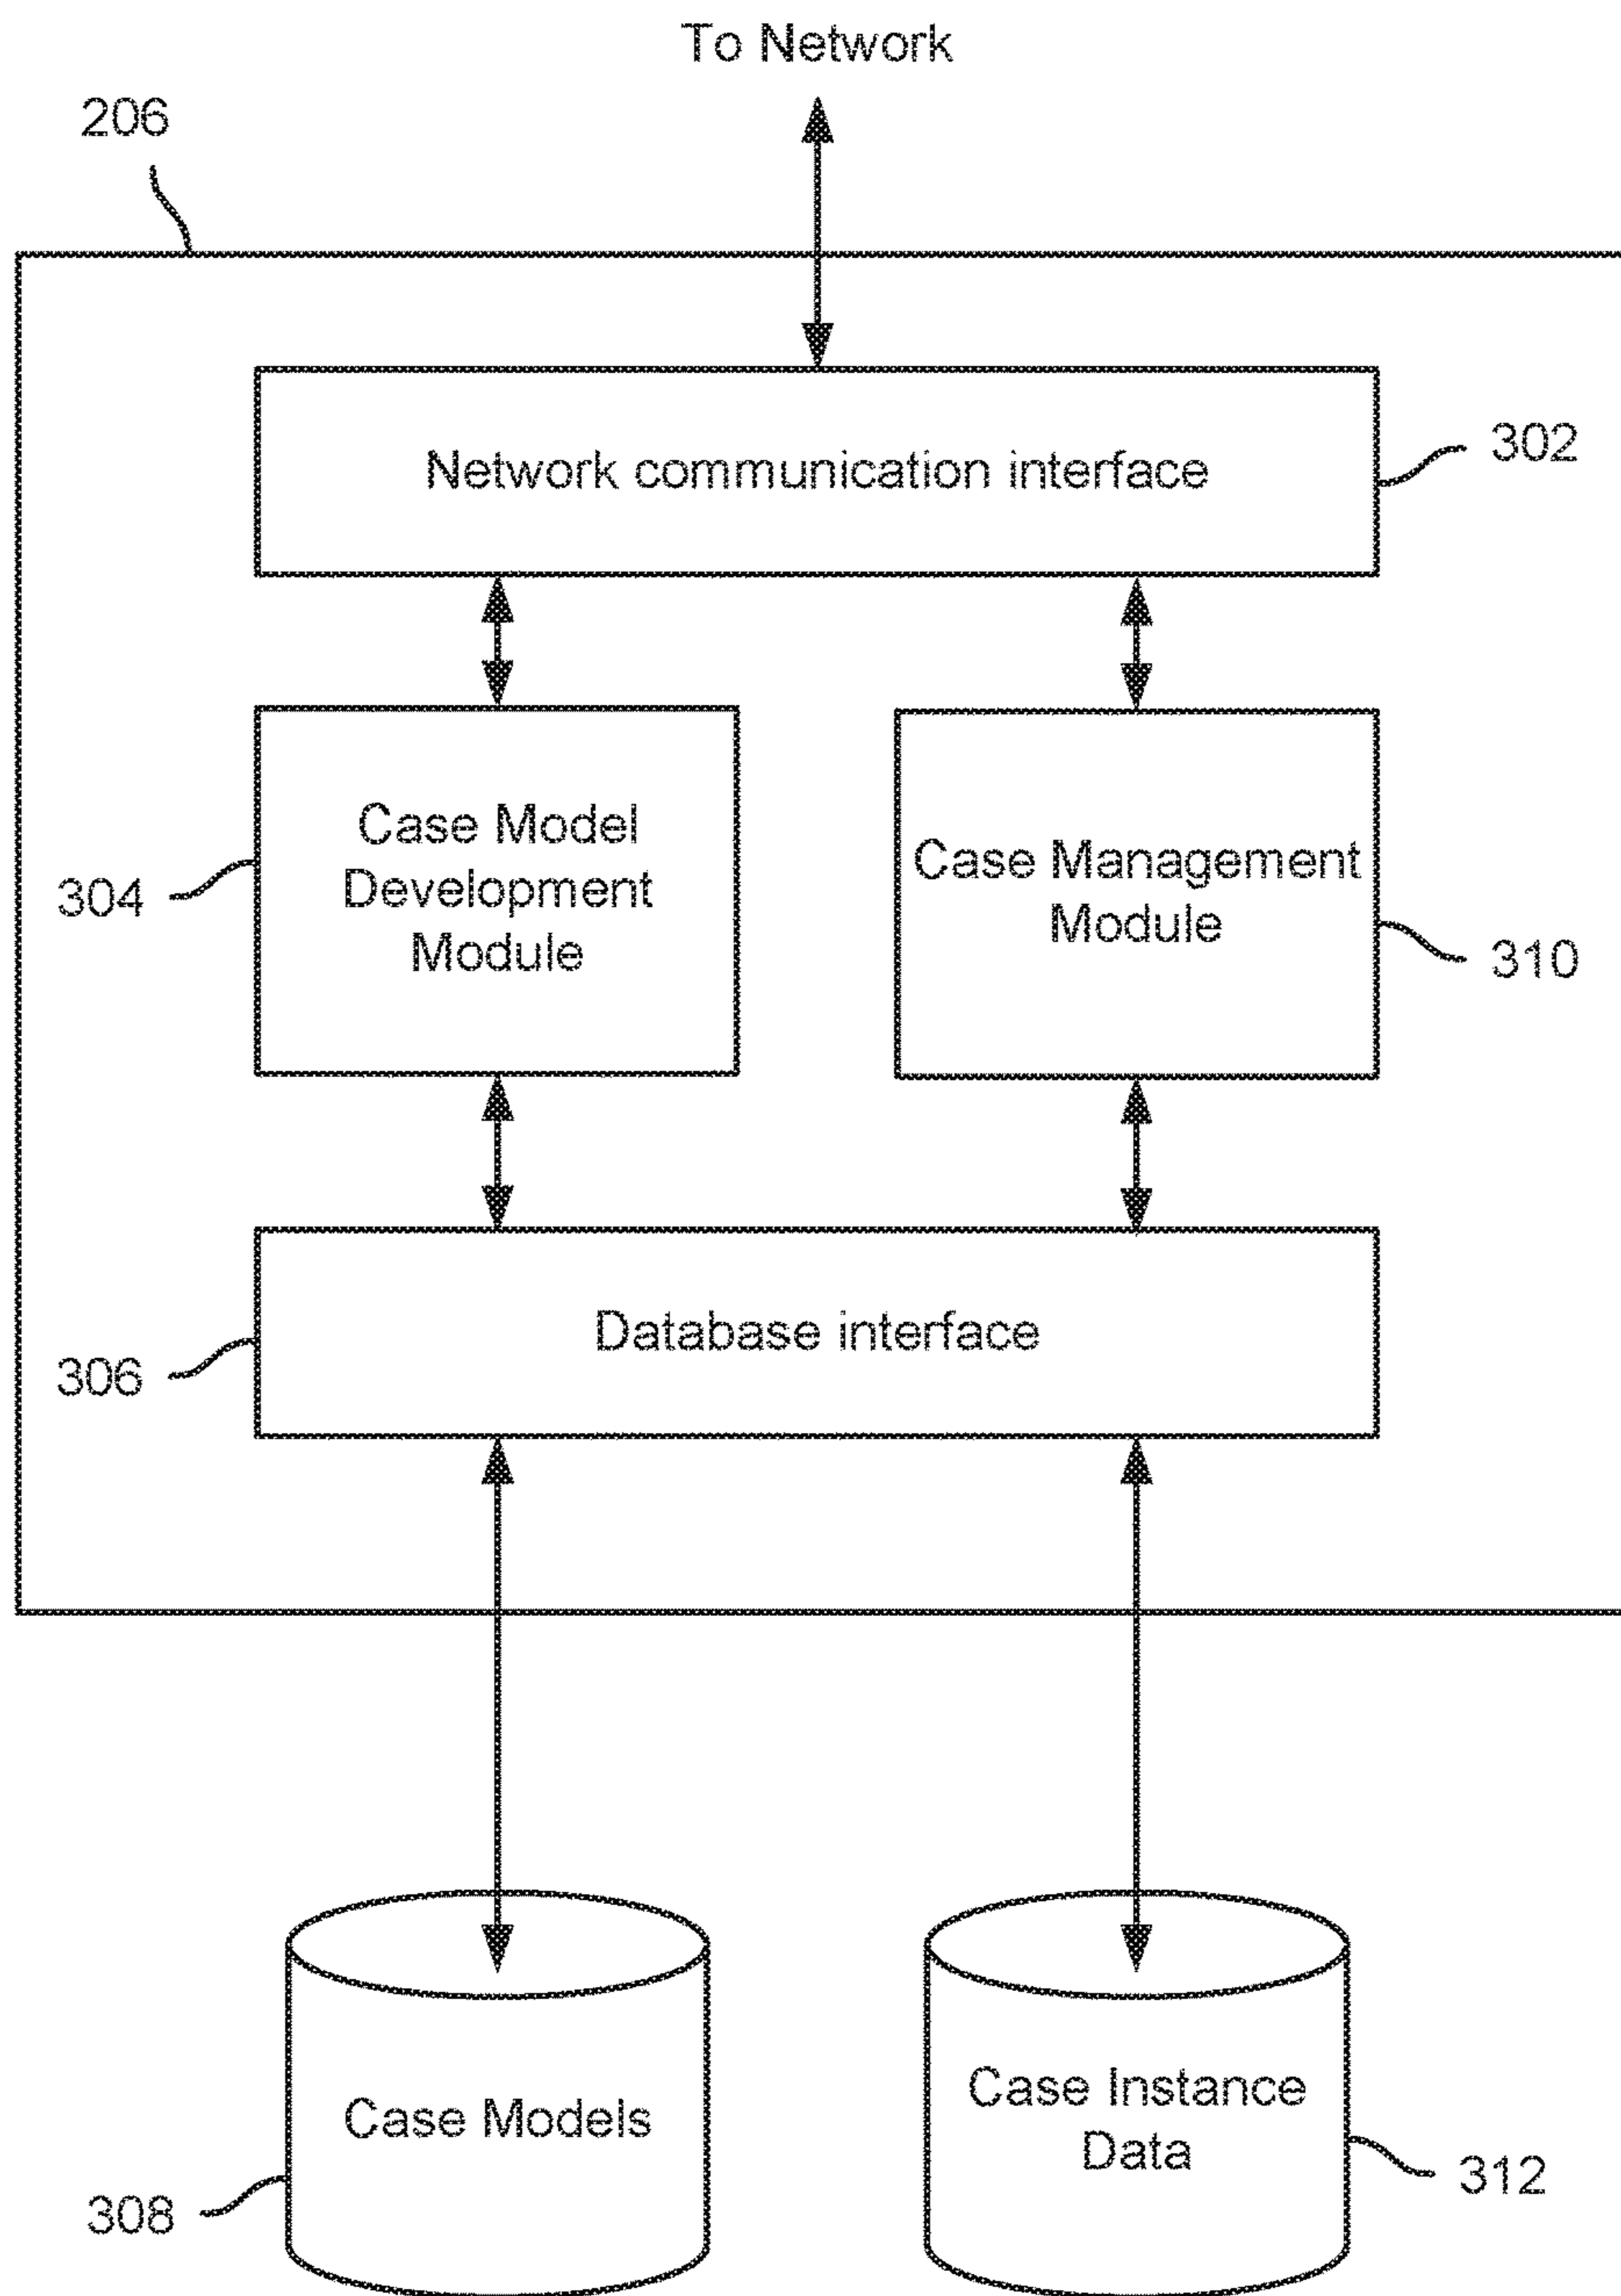 To Network
206
Network communication interface
302
Case Model
Development
Module
304
Case Management
Module
310
Database interface
306
Case Models
308
Case Instance
Data
312